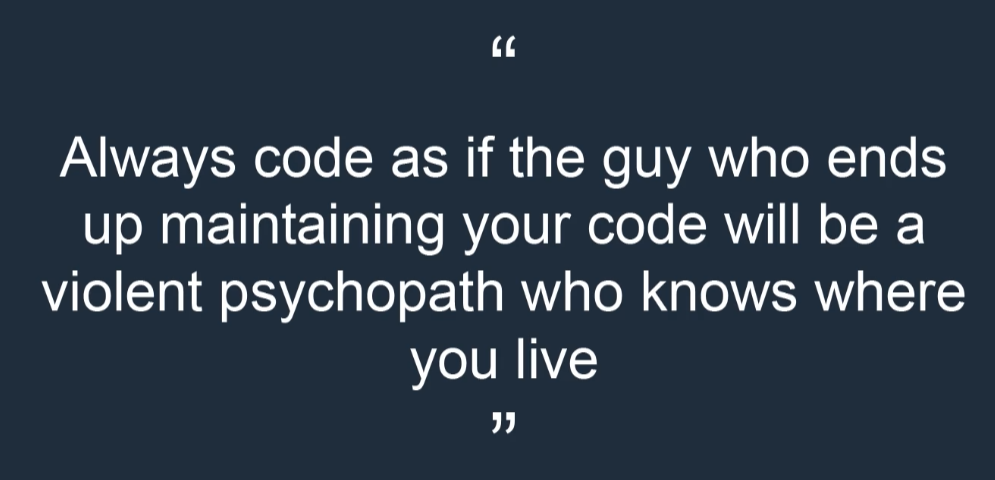 “
Always code as if the guy who ends
up maintaining your code will be a
violent psychopath who knows where
you live
”